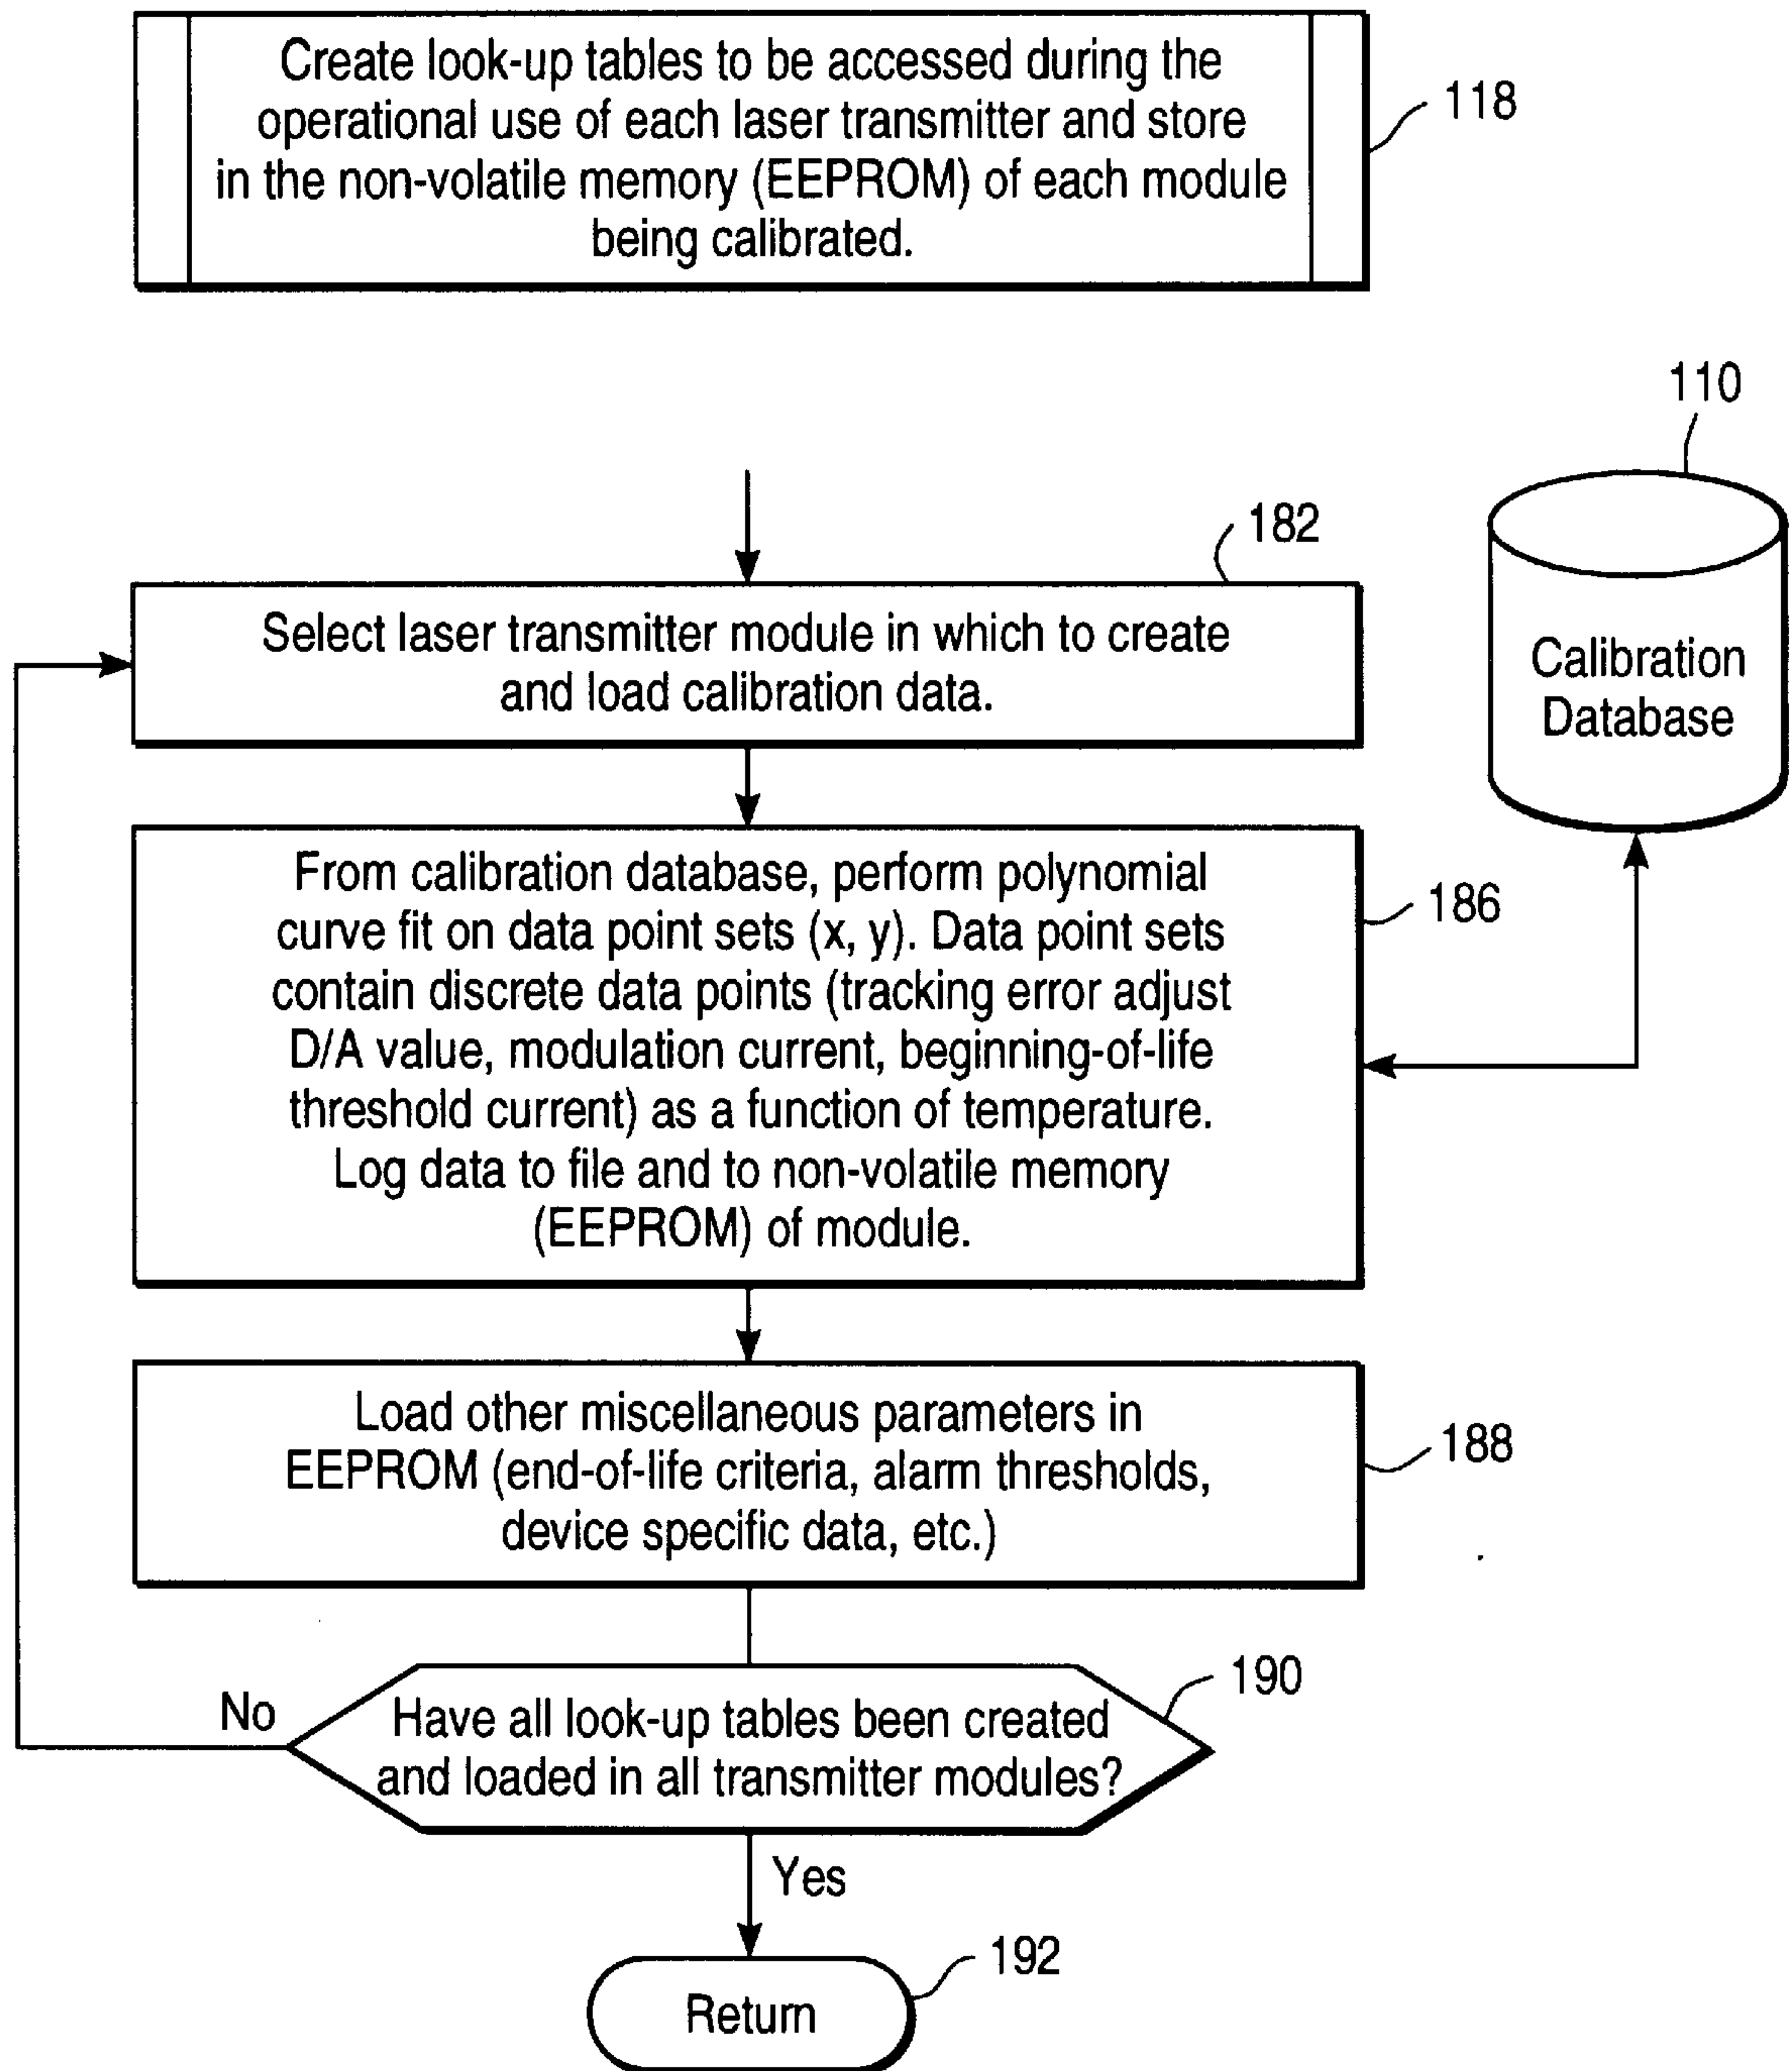 Create look-up tables to be accessed during the
operational use of each laser transmitter and store
in the non-volatile memory (EEPROM) of each module
being calibrated.
118
110
Calibration
Database
182
Select laser transmitter module in which to create
and load calibration data.
From calibration database, perform polynomial
curve fit on data point sets (x, y). Data point sets
contain discrete data points (tracking error adjust
D/A value, modulation current, beginning-of-life
threshold current) as a function of temperature.
Log data to file and to non-volatile memory
(EEPROM) of module.
186
Load other miscellaneous parameters in
EEPROM (end-of-life criteria, alarm thresholds,
device specific data, etc.)
188
190
No
Have all look-up tables been created
and loaded in all transmitter modules?
Yes
192
Return